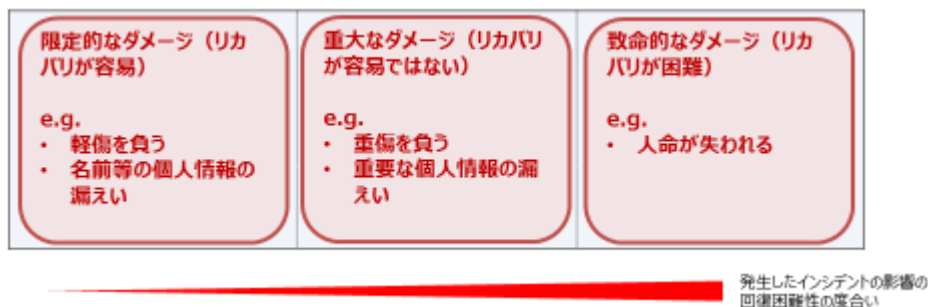 限定的なダメージ（リカ
バリが容易）
e.g.
• 軽傷を負う
• 名前等の個人情報の
漏えい
重大なダメージ（リカバリ
が容易ではない）
e.g.
• 重傷を負う
• 重要な個人情報の漏
えい
致命的なダメージ（リカ
バリが困難）
e.g.
• 人命が失われる
発生したインシデントの影響の
回復困難性の度合い